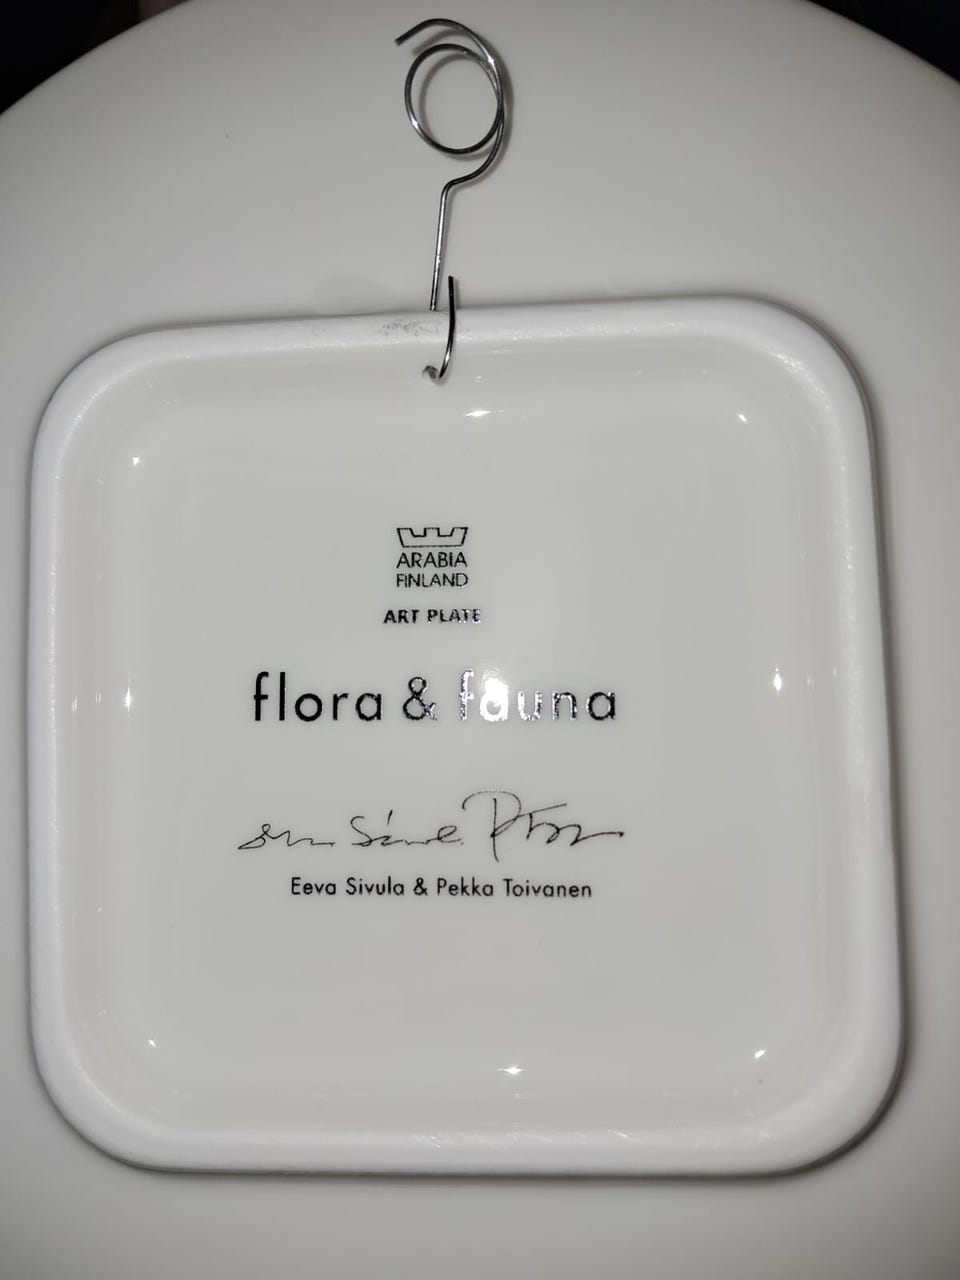 ARABIA
FINLAND
ART PLATE
flora & fauna
Eeva Sivula & Pekka Toivanen